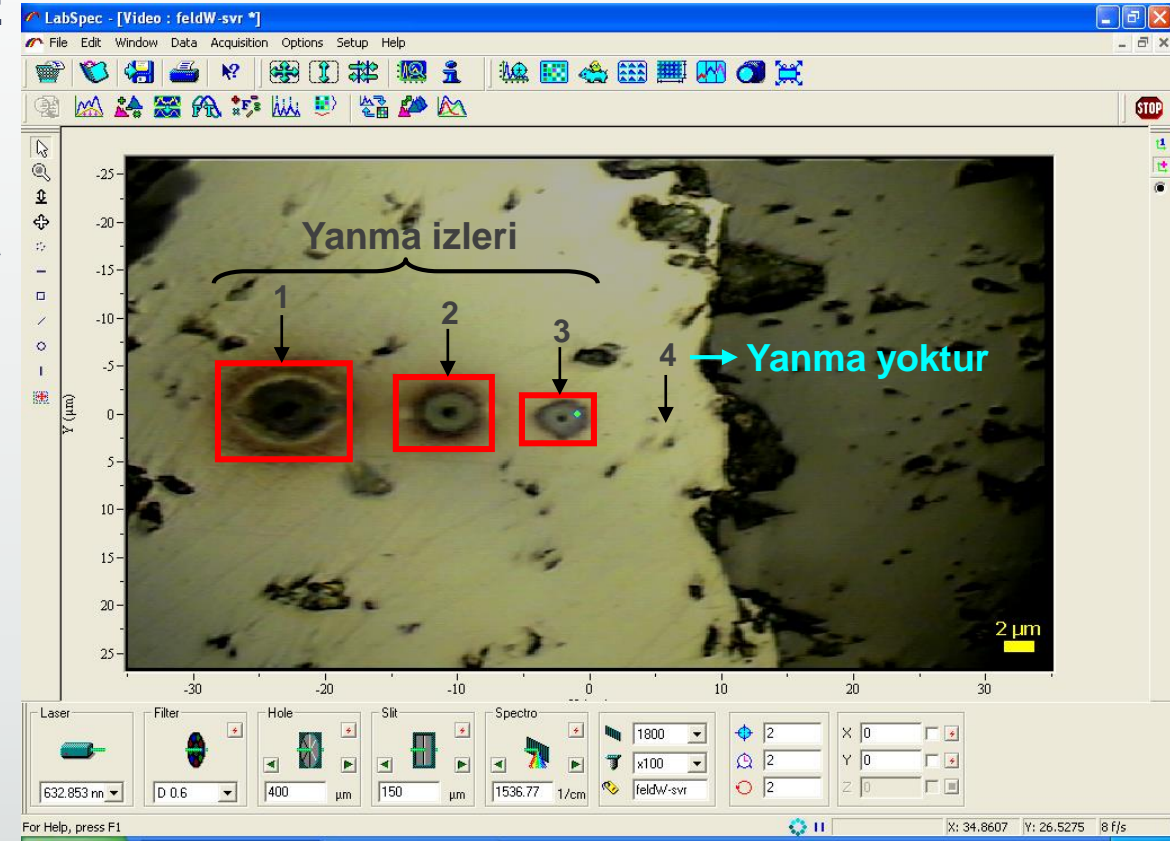 LabSpec - [Video : feldW-svr *]
File Edit Window Data Acquisition Options Setup Help
STOP
-25
-20
-15
-10
-5
0
5
10
15
20
25
Y (µm)
Yanma izleri
1
2
3
4
Yanma yoktur
2 µm
-30 -20 -10 0 10 20 30
Laser Filter Hole Slit Spectro
1800 2 X 0
x100 2 Y 0
632.853 nn D 0.6 400 µm 150 µm 1536.77 1/cm feldW-svr 2 Z 0
For Help, press F1 X: 34.8607 Y: 26.5275 8 f/s